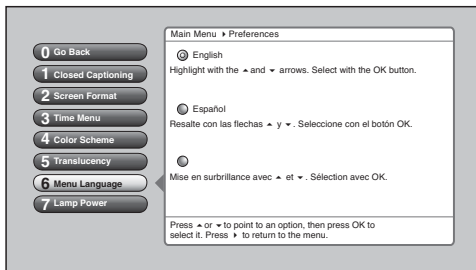 Main Menu ▸ Preferences
0 Go Back
1 Closed Captioning
2 Screen Format
3 Time Menu
4 Color Scheme
5 Translucency
6 Menu Language
7 Lamp Power
English
Highlight with the ▲ and ▼ arrows. Select with the OK button.
Español
Resalte con las flechas ▲ y ▼. Seleccione con el botón OK.
Mise en surbrillance avec ▲ et ▼. Sélection avec OK.
Press ▲ or ▼ to point to an option, then press OK to
select it. Press ▸ to return to the menu.